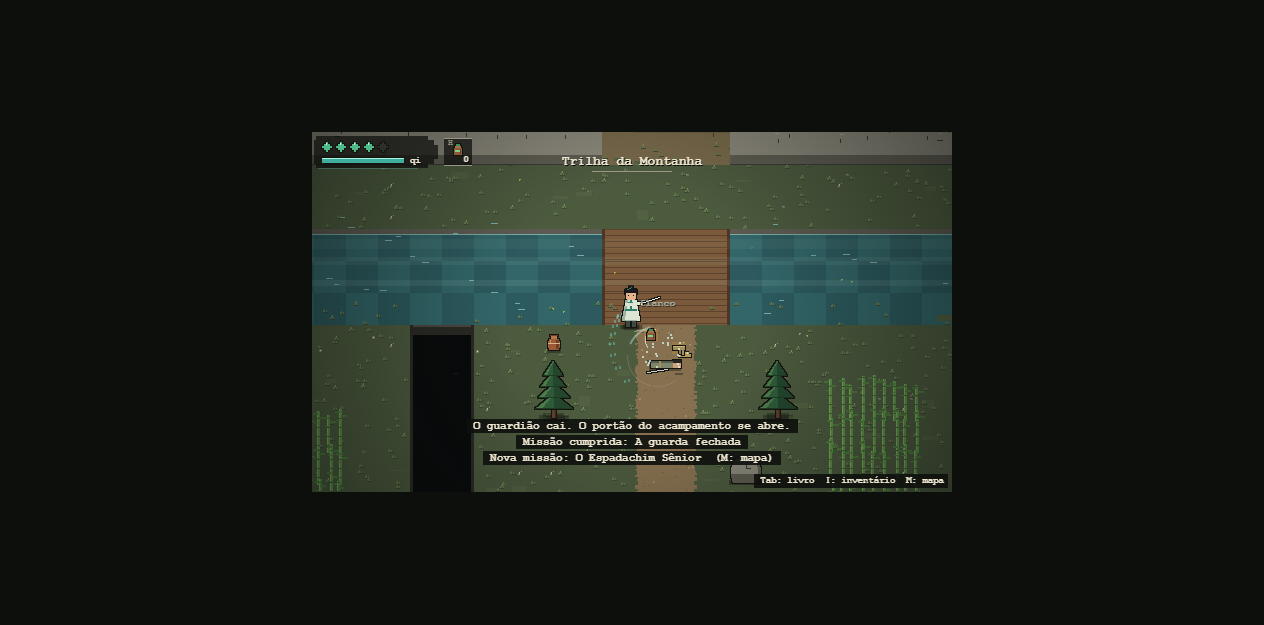 qi
0
Trilha da Montanha
O guardião cai. O portão do acampamento se abre.
Missão cumprida: A guarda fechada
Nova missão: O Espadachim Sênior (M: mapa)
Tab: livro I: inventário M: mapa